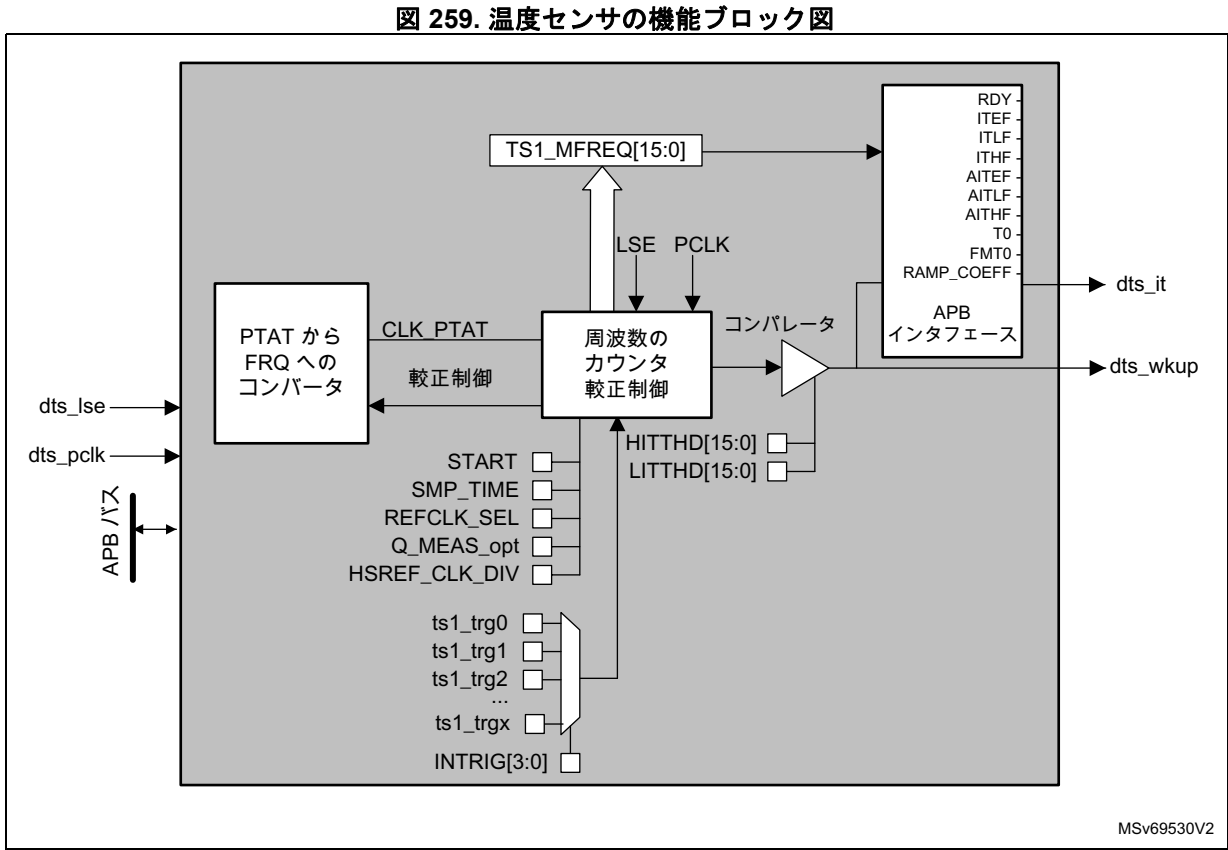 図 259. 温度センサの機能ブロック図
RDY
ITEF
ITLF
ITHF
AITEF
AITLF
AITHF
T0
FMT0
RAMP_COEFF
APB
インタフェース
TS1_MFREQ[15:0]
LSE PCLK
dts_it
PTAT から
FRQ への
コンバータ
CLK_PTAT
較正制御
周波数の
カウンタ
較正制御
コンパレータ
dts_wkup
dts_lse
dts_pclk
APB バス
HITTHD[15:0]
LITTHD[15:0]
START
SMP_TIME
REFCLK_SEL
Q_MEAS_opt
HSREF_CLK_DIV
ts1_trg0
ts1_trg1
ts1_trg2
...
ts1_trgx
INTRIG[3:0]
MSv69530V2